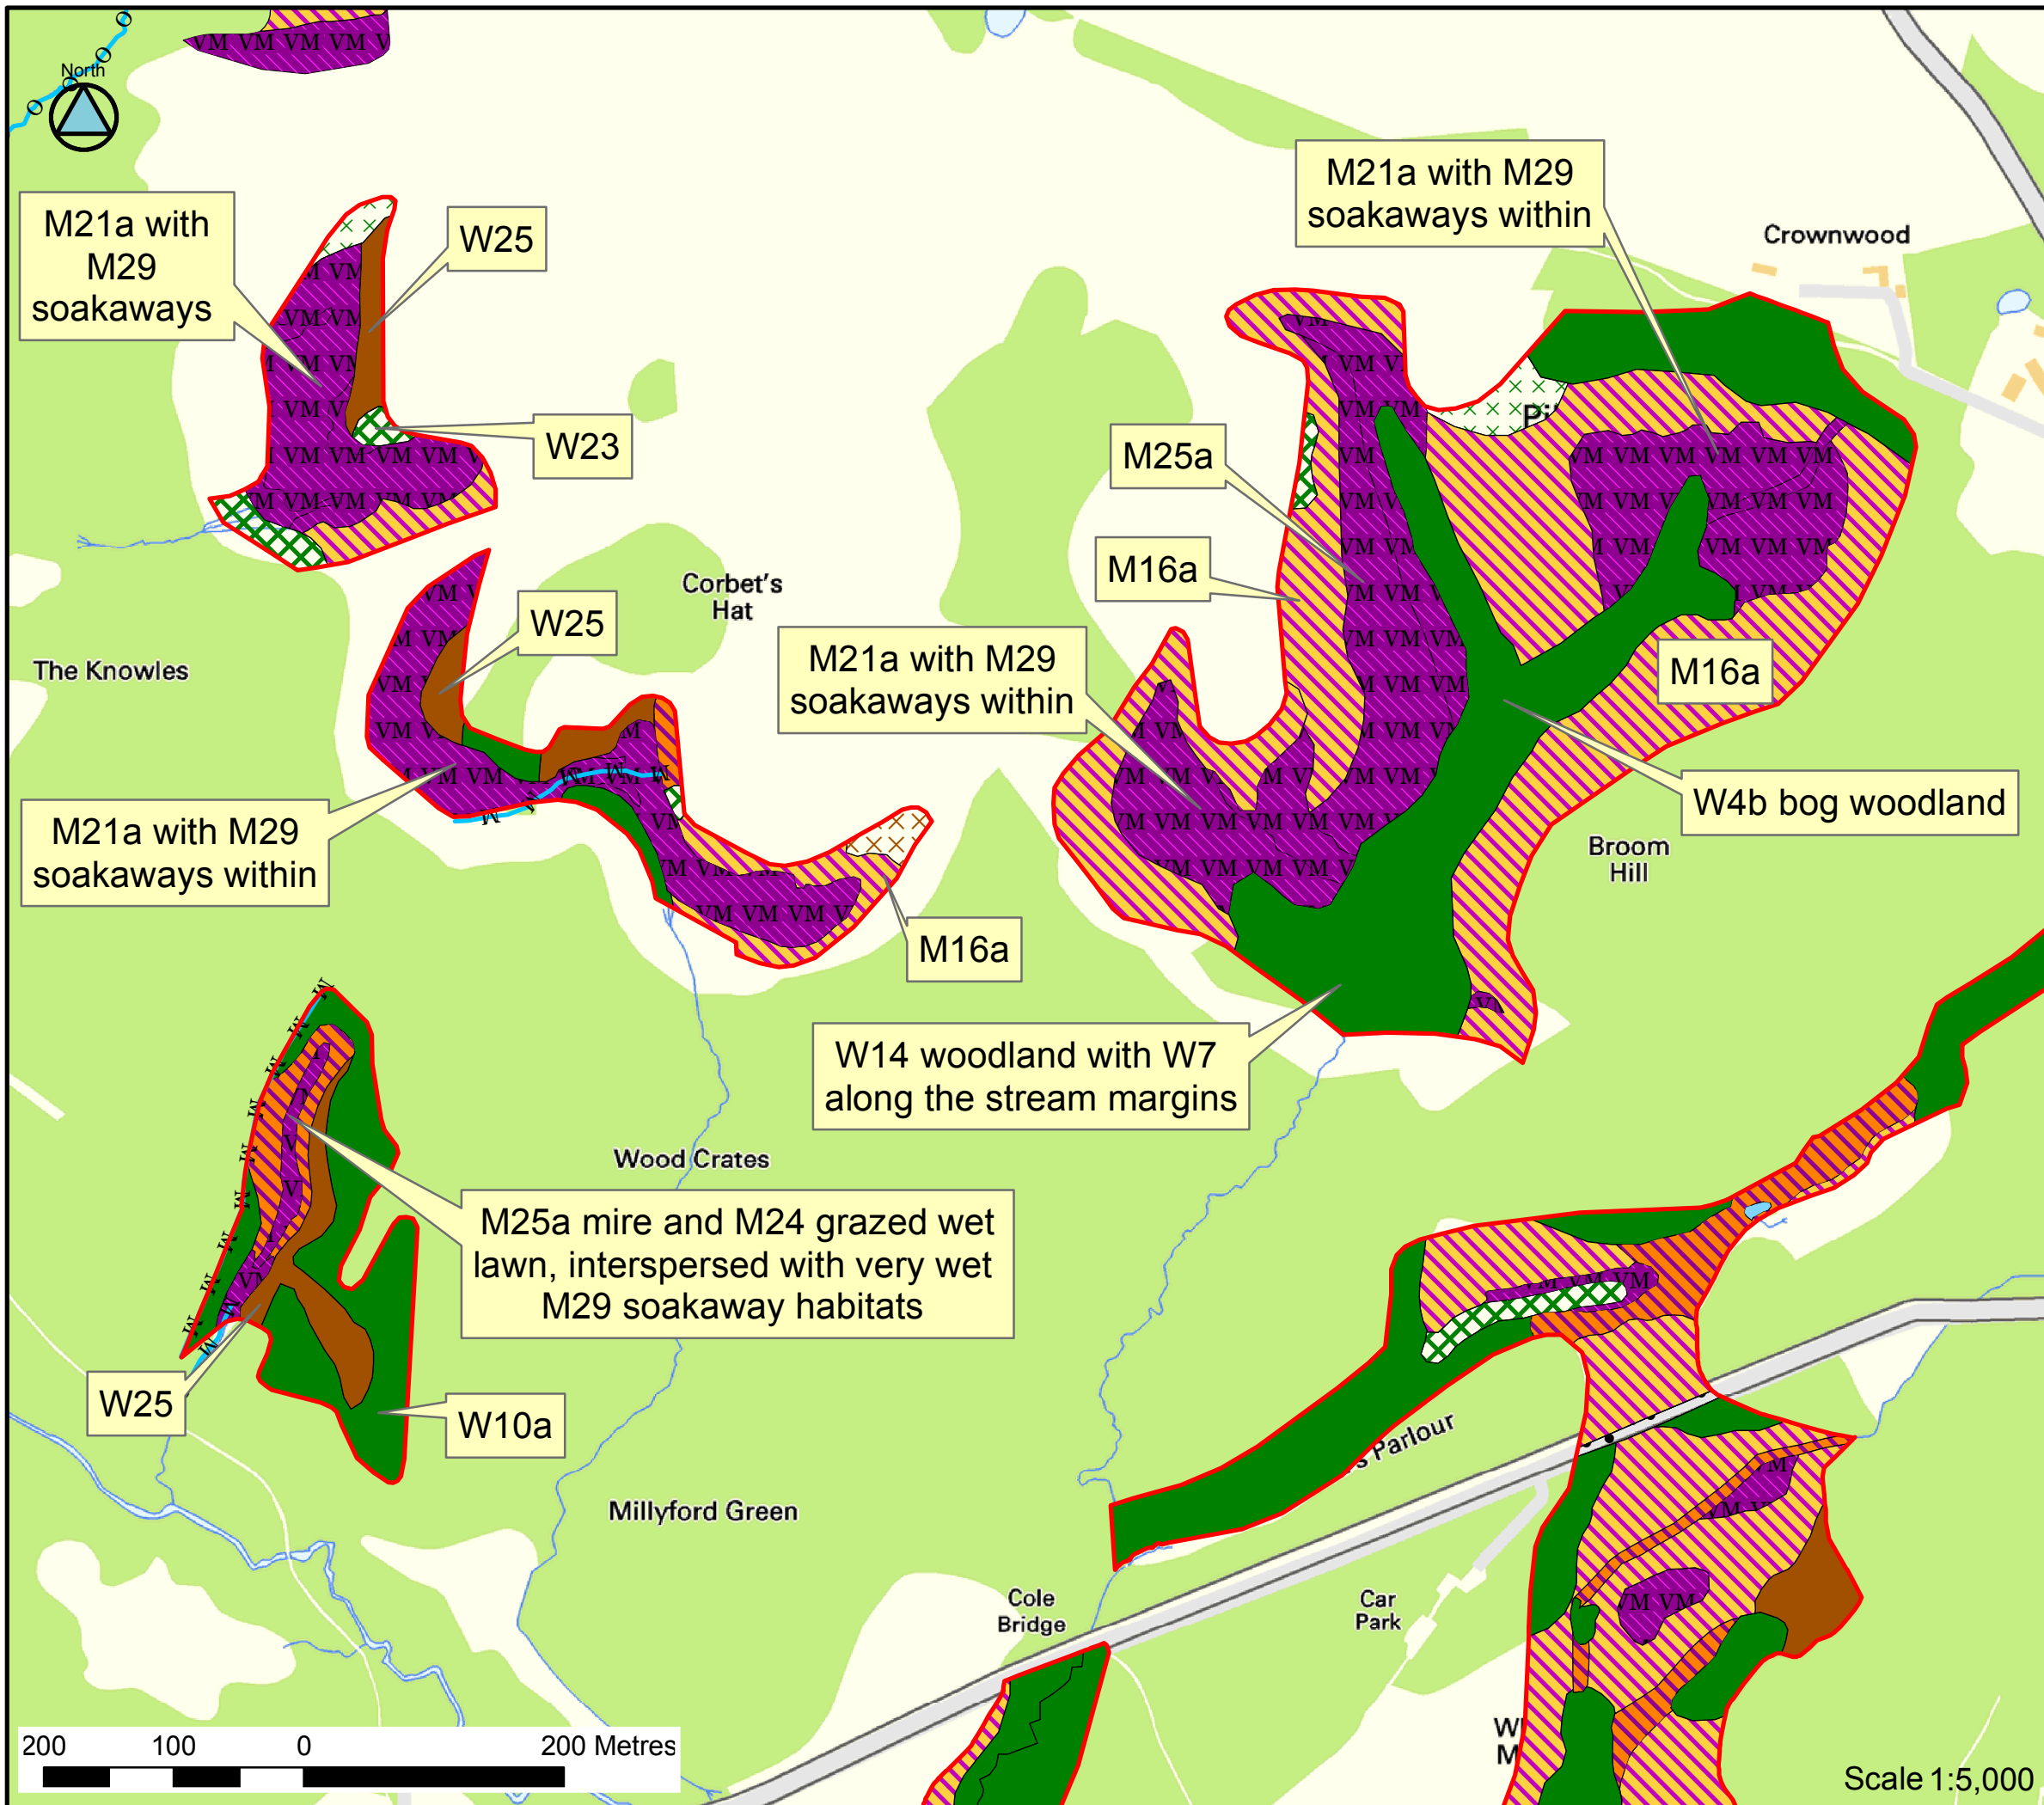 North
M21a with
M29
soakaways
W25
W23
M21a with M29
soakaways within
Crownwood
M25a
M16a
Corbet's
Hat
W25
The Knowles
M21a with M29
soakaways within
M16a
W4b bog woodland
Broom
Hill
M21a with M29
soakaways within
M16a
W14 woodland with W7
along the stream margins
Wood Crates
M25a mire and M24 grazed wet
lawn, interspersed with very wet
M29 soakaway habitats
W25
W10a
Parlour
Millyford Green
Cole
Bridge
Car
Park
200 100 0 200 Metres
Scale 1:5,000